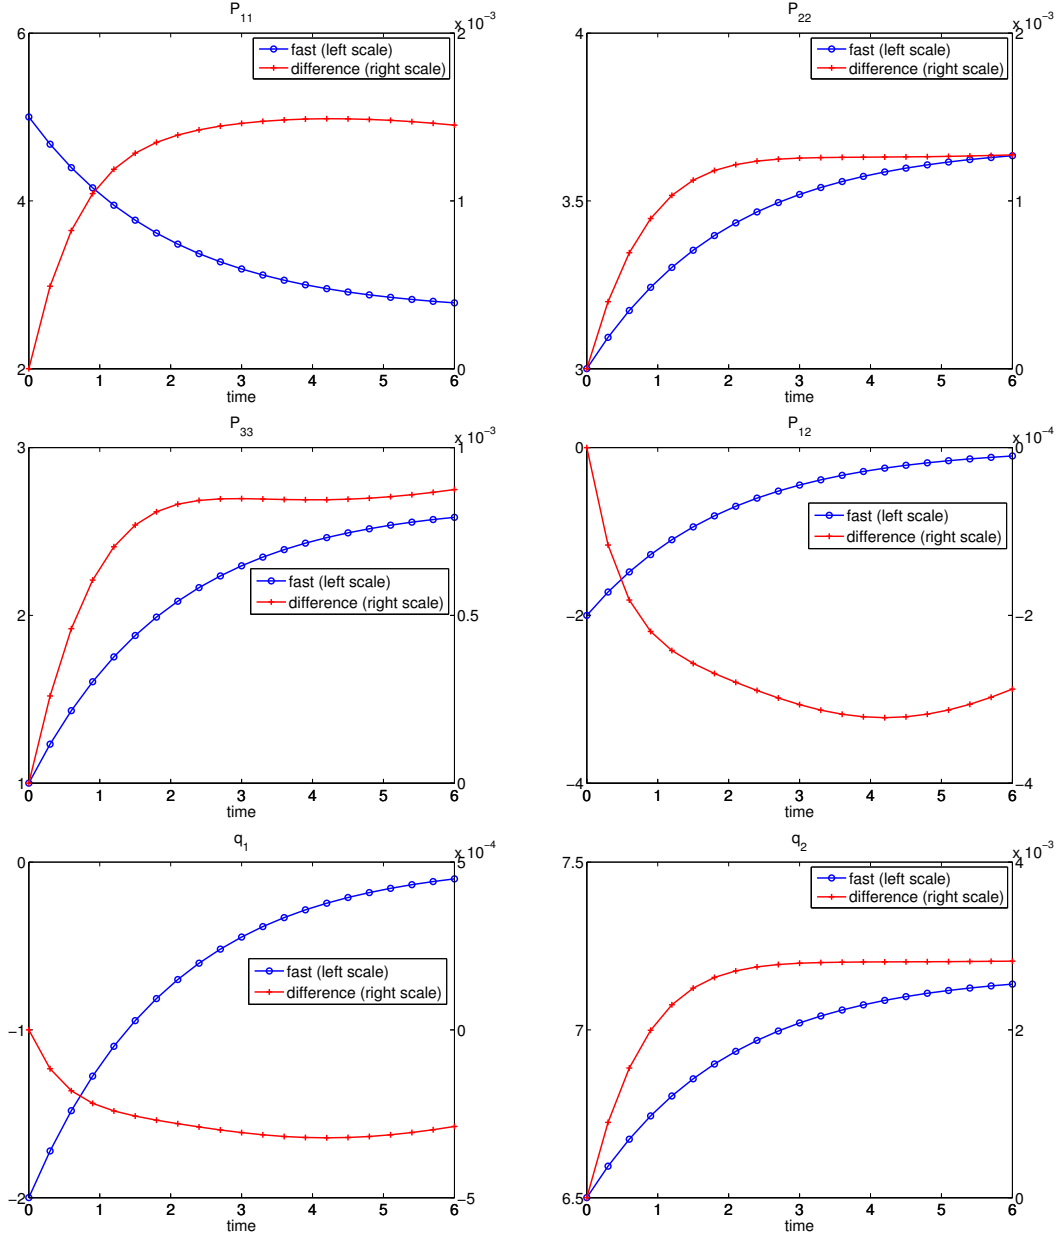 P11
x 10−3
6
2
fast (left scale)
difference (right scale)
4
1
2
0
0 1 2 3 4 5 6
time
P22
x 10−3
4
2
fast (left scale)
difference (right scale)
3.5
1
3
0
0 1 2 3 4 5 6
time
P33
x 10−3
3
1
fast (left scale)
difference (right scale)
2
0.5
1
0
0 1 2 3 4 5 6
time
P12
x 10−4
0
0
fast (left scale)
difference (right scale)
−2
−2
−4
−4
0 1 2 3 4 5 6
time
q1
x 10−4
0
5
fast (left scale)
difference (right scale)
−1
0
−2
−5
0 1 2 3 4 5 6
time
q2
x 10−3
7.5
4
fast (left scale)
difference (right scale)
7
2
6.5
0
0 1 2 3 4 5 6
time